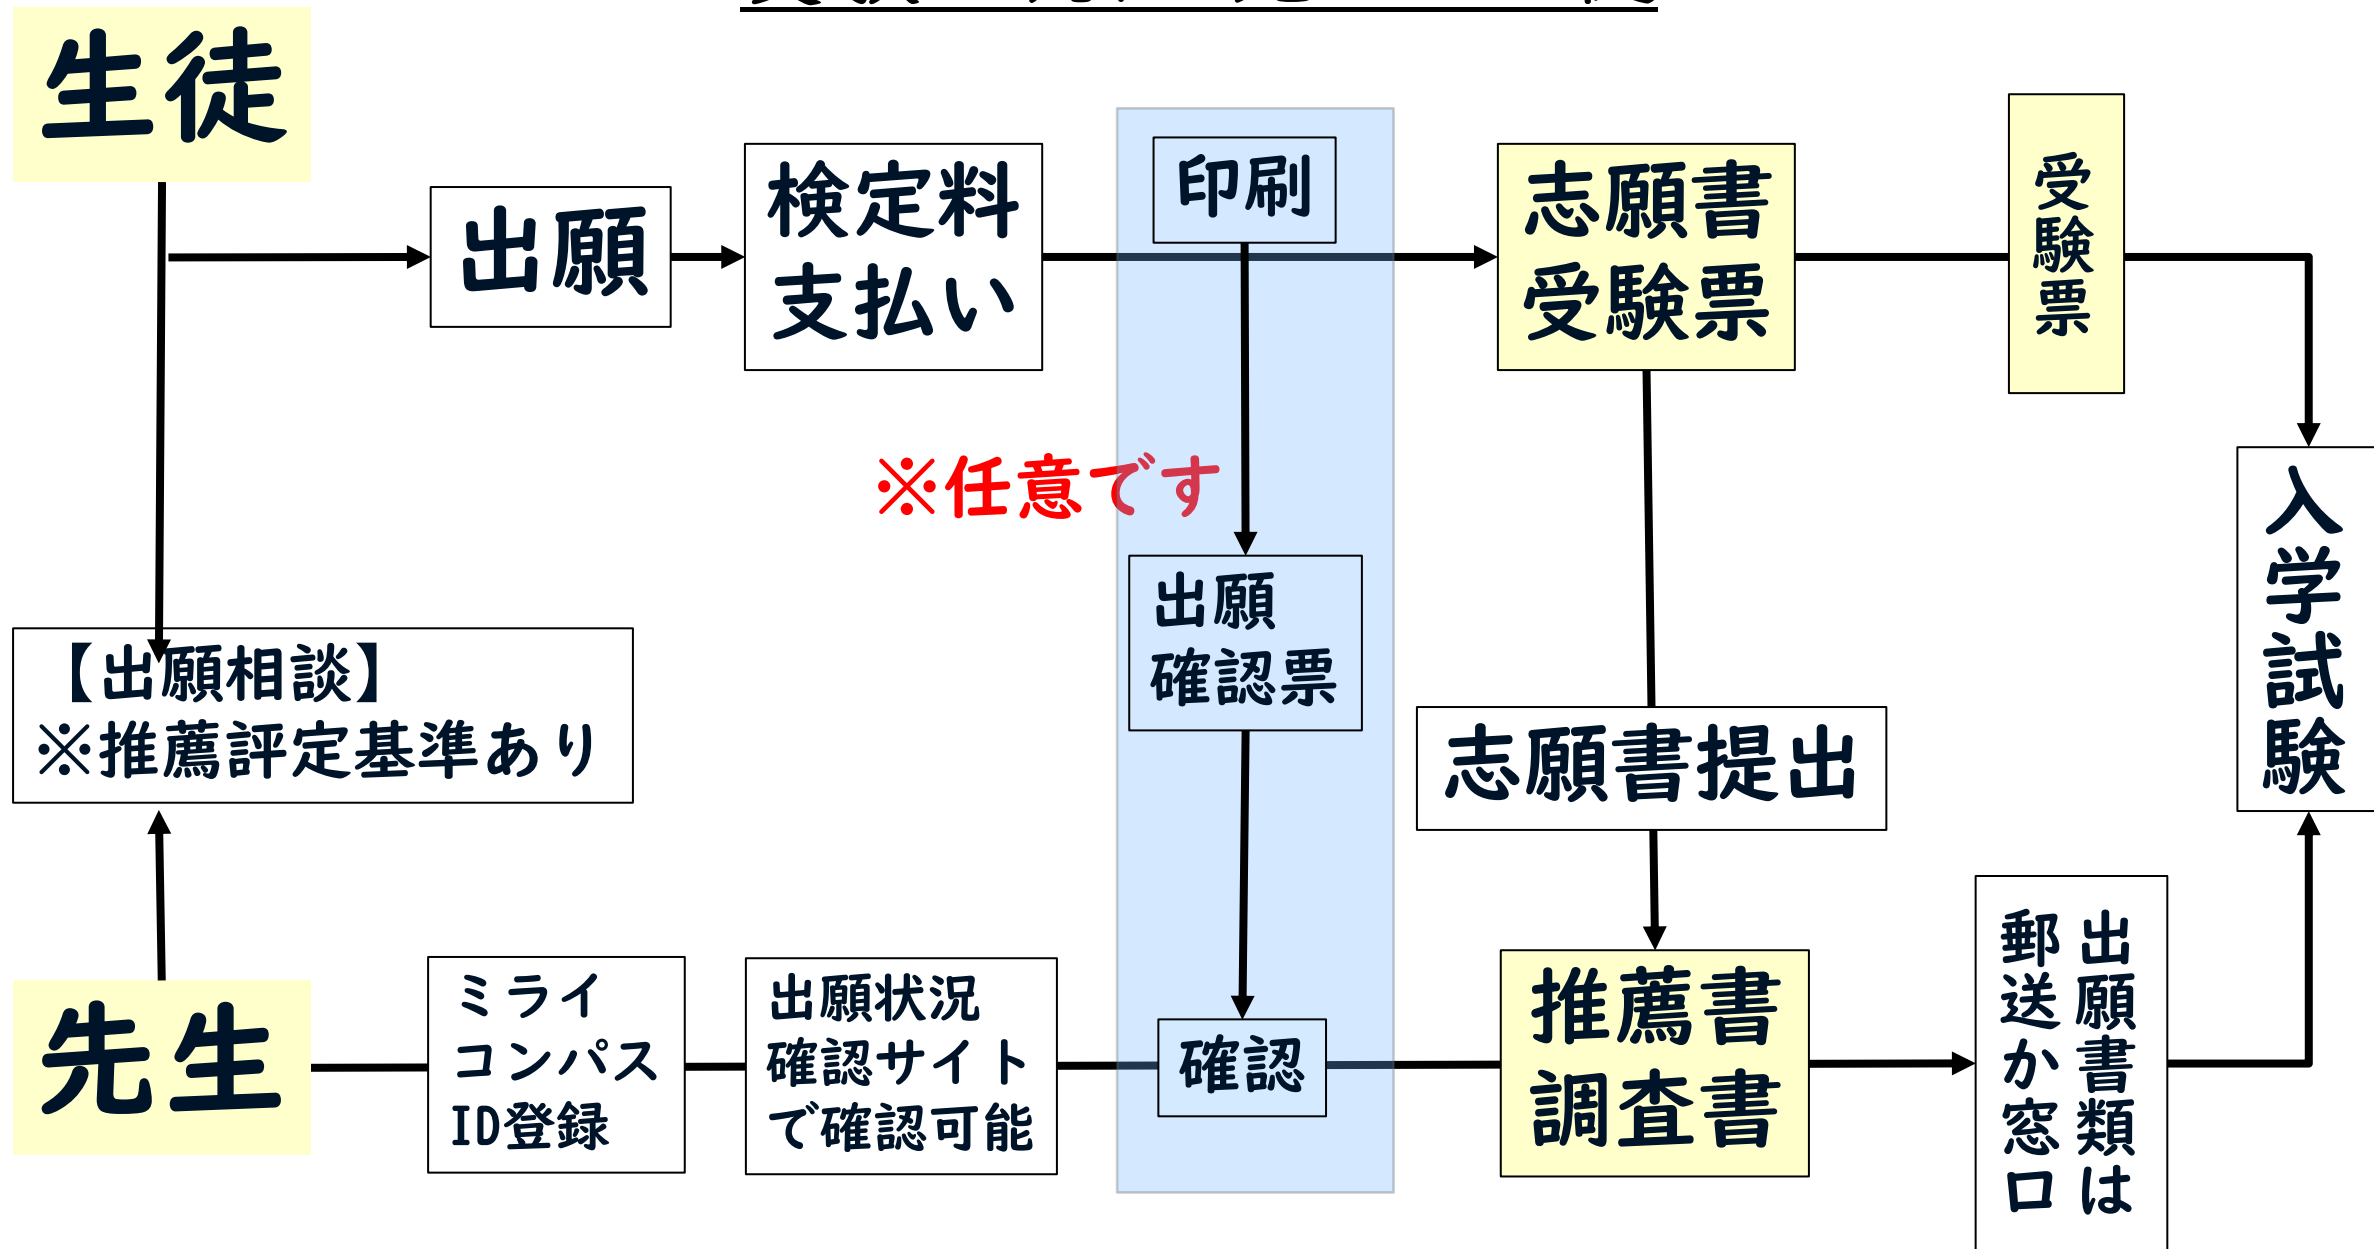 生徒
出願
検定料
支払い
印刷
志願書
受験票
受験票
※任意です
出願
確認票
入学試験
【出願相談】
※推薦評定基準あり
志願書提出
先生
ミライ
コンパス
ID登録
出願状況
確認サイト
で確認可能
確認
推薦書
調査書
出願書類は
郵送か窓口